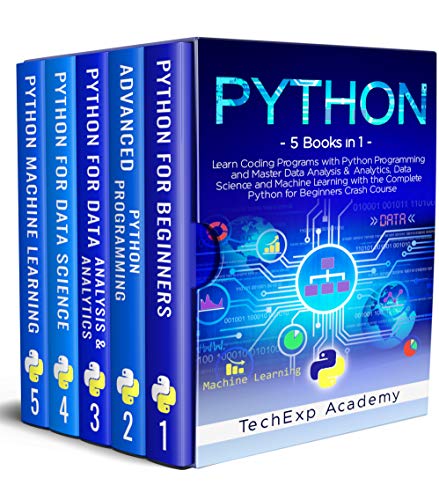 PYTHON MACHINE LEARNING
5
PYTHON FOR DATA SCIENCE
4
PYTHON FOR DATA
ANALYSIS &
ANALYTICS
3
ADVANCED
PYTHON
PROGRAMMING
2
PYTHON FOR BEGINNERS
1
PYTHON
- 5 Books in 1 -
Learn Coding Programs with Python Programming
and Master Data Analysis & Analytics, Data
Science and Machine Learning with the Complete
Python for Beginners Crash Course
DATA
Machine Learning
TechExp Academy